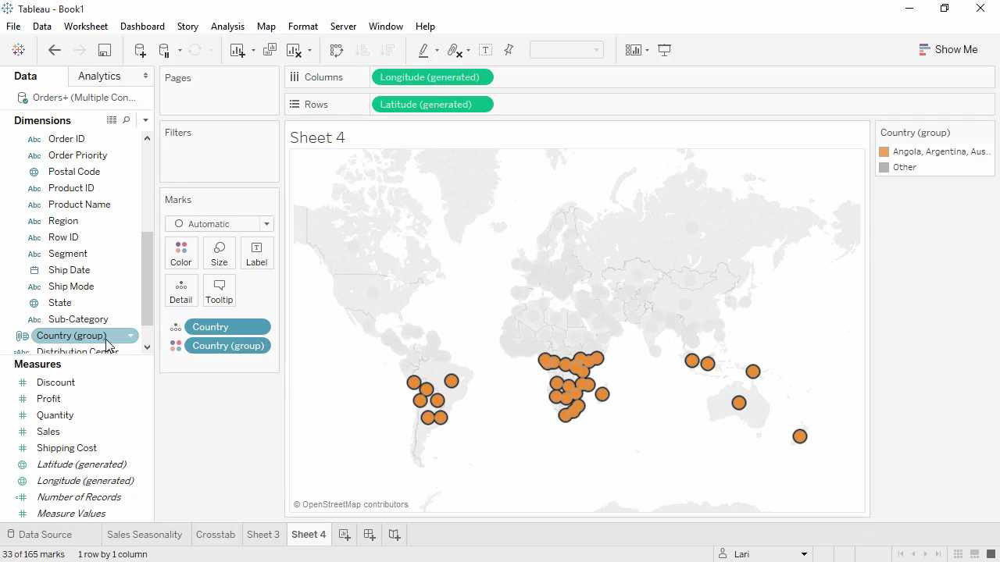 Tableau - Book1
File Data Worksheet Dashboard Story Analysis Map Format Server Window Help
Show Me
Data Analytics
Orders+ (Multiple Con...
Dimensions
Abc Order ID
Abc Order Priority
Postal Code
Abc Product ID
Abc Product Name
Abc Region
Abc Row ID
Abc Segment
Ship Date
Abc Ship Mode
State
Abc Sub-Category
Country (group)
Abc Distribution Center
Measures
Discount
Profit
Quantity
Sales
Shipping Cost
Latitude (generated)
Longitude (generated)
Number of Records
Measure Values
Pages
Filters
Marks
Automatic
Color Size Label
Detail Tooltip
Country
Country (group)
Columns Longitude (generated)
Rows Latitude (generated)
Sheet 4
© OpenStreetMap contributors
Country (group)
Angola, Argentina, Aus..
Other
Data Source Sales Seasonality Crosstab Sheet 3 Sheet 4
33 of 165 marks 1 row by 1 column Lari